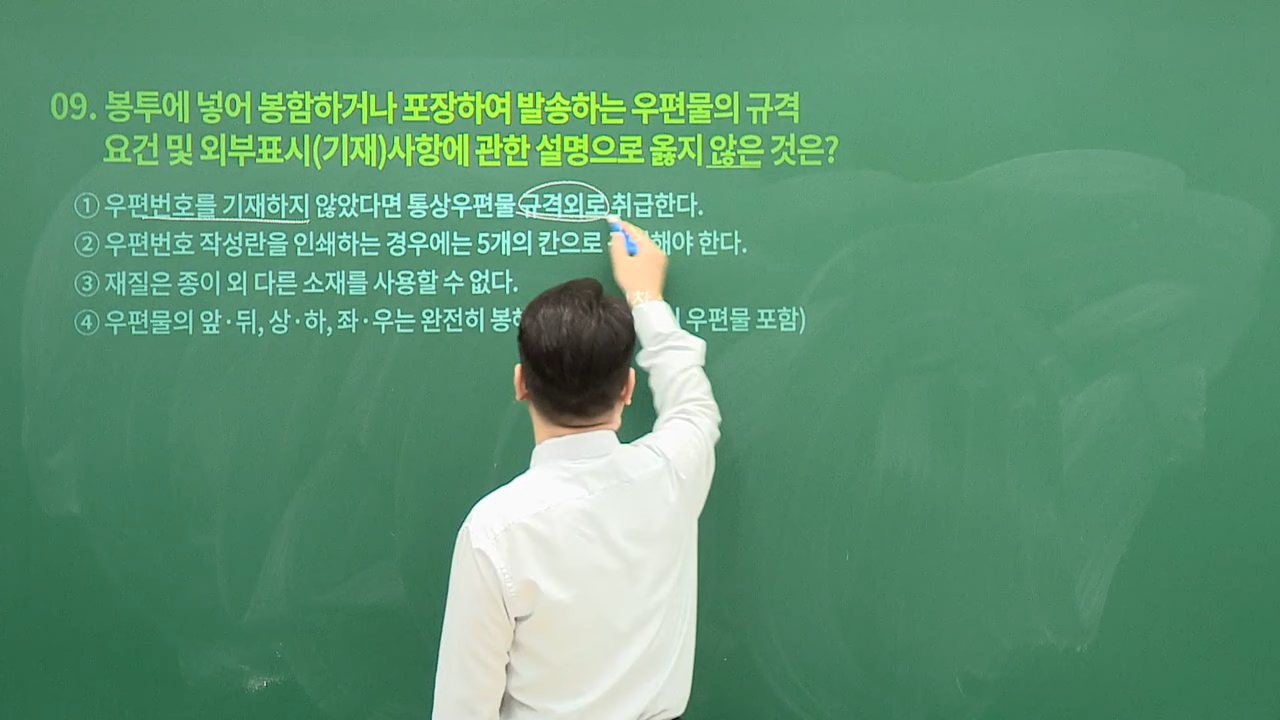 09. 봉투에 넣어 봉함하거나 포장하여 발송하는 우편물의 규격
요건 및 외부표시(기재)사항에 관한 설명으로 옳지 않은 것은?
① 우편번호를 기재하지 않았다면 통상우편물 규격외로 취급한다.
② 우편번호 작성란을 인쇄하는 경우에는 5개의 칸으로 해야 한다.
③ 재질은 종이 외 다른 소재를 사용할 수 없다.
④ 우편물의 앞·뒤, 상·하, 좌·우는 완전히 우편물 포함)